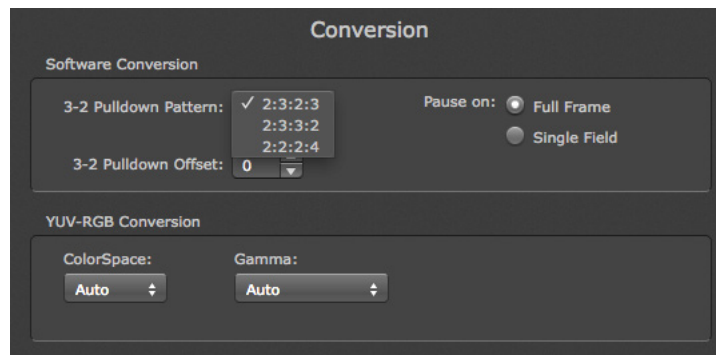 Conversion
Software Conversion
3-2 Pulldown Pattern: ✓ 2:3:2:3 Pause on: Full Frame
2:3:3:2
Single Field
2:2:2:4
3-2 Pulldown Offset: 0
YUV-RGB Conversion
ColorSpace: Gamma:
Auto Auto